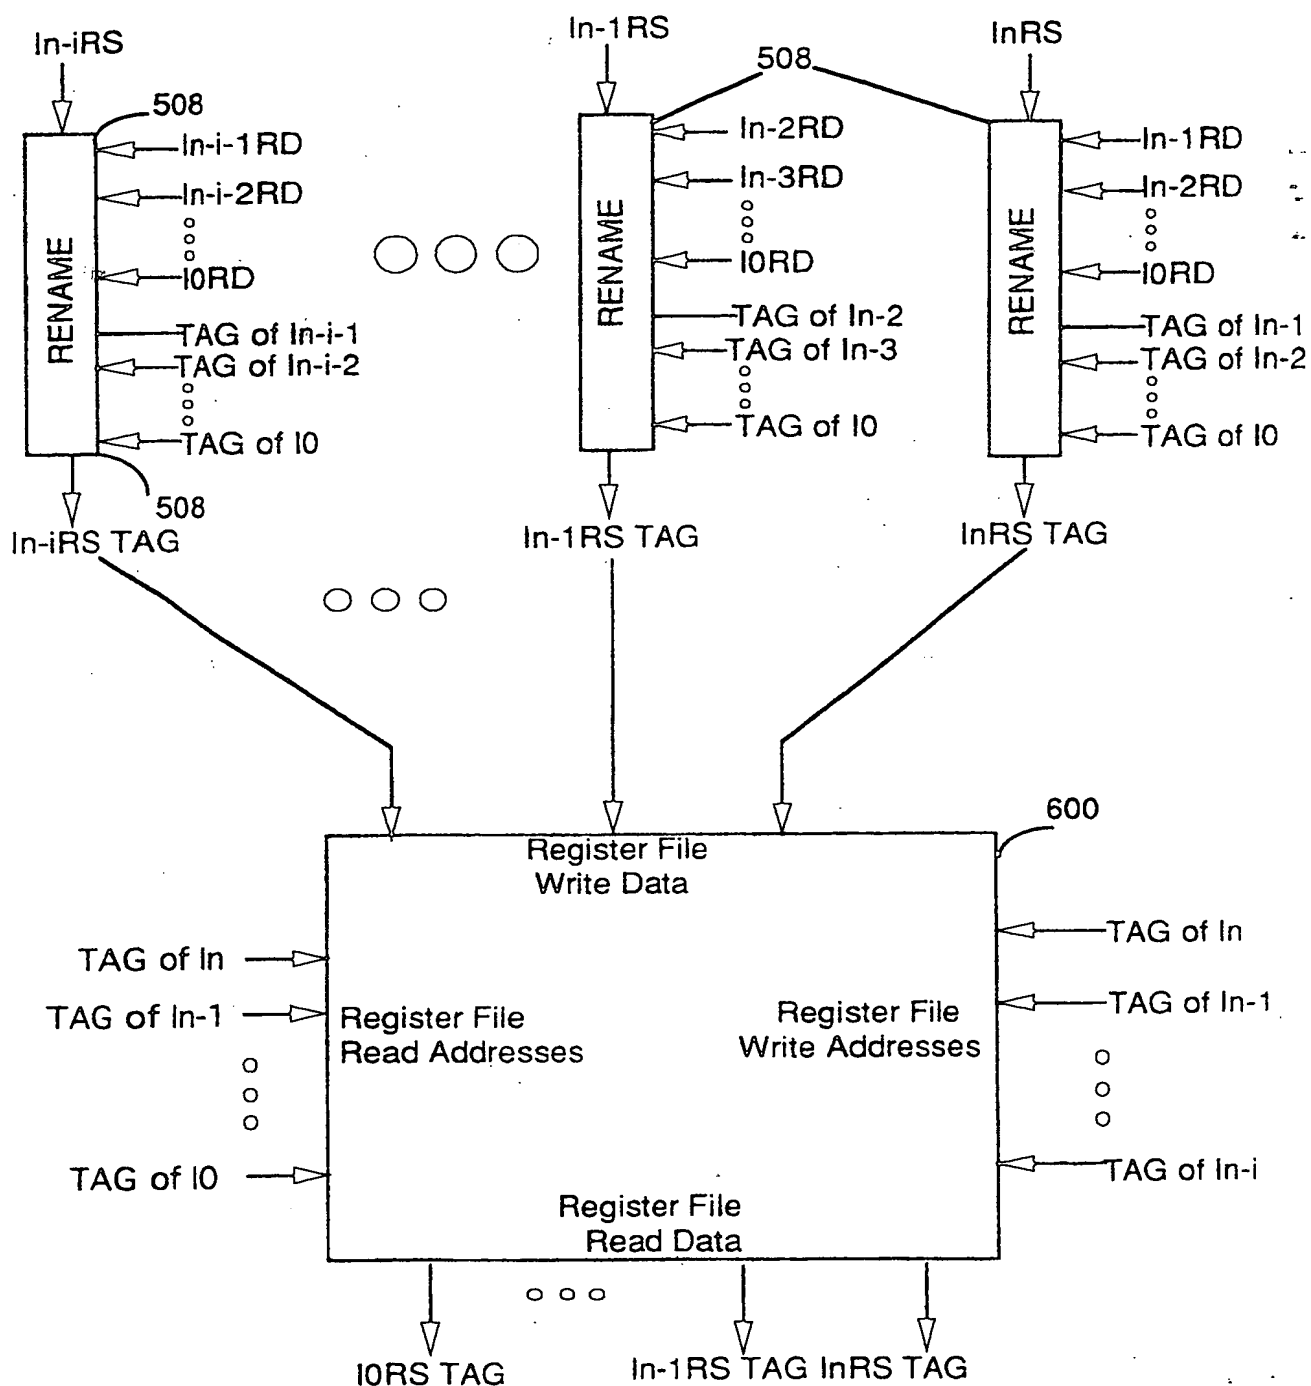 In-iRS
In-1RS
InRS
508
508
In-i-1RD
In-i-2RD
I0RD
RENAME
TAG of In-i-1
TAG of In-i-2
TAG of I0
508
In-iRS TAG
In-2RD
In-3RD
I0RD
RENAME
TAG of In-2
TAG of In-3
TAG of I0
In-1RS TAG
In-1RD
In-2RD
I0RD
RENAME
TAG of In-1
TAG of In-2
TAG of I0
InRS TAG
600
Register File
Write Data
TAG of In
TAG of In-1
TAG of I0
Register File
Read Addresses
Register File
Write Addresses
TAG of In
TAG of In-1
TAG of In-i
Register File
Read Data
I0RS TAG
In-1RS TAG
InRS TAG